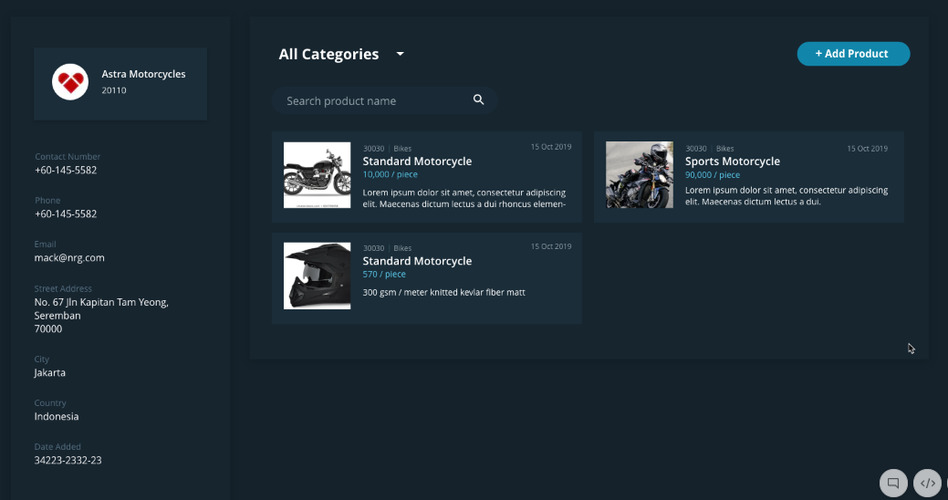 Astra Motorcycles
20110
Contact Number
+60-145-5582
Phone
+60-145-5582
Email
mack@nrg.com
Street Address
No. 67 Jln Kapitan Tam Yeong,
Seremban
70000
City
Jakarta
Country
Indonesia
Date Added
34223-2332-23
All Categories
+ Add Product
Search product name
30030 | Bikes
15 Oct 2019
Standard Motorcycle
10,000 / piece
Lorem ipsum dolor sit amet, consectetur adipiscing
elit. Maecenas dictum lectus a dui rhoncus elemen-
30030 | Bikes
15 Oct 2019
Sports Motorcycle
90,000 / piece
Lorem ipsum dolor sit amet, consectetur adipiscing
elit. Maecenas dictum lectus a dui.
30030 | Bikes
15 Oct 2019
Standard Motorcycle
570 / piece
300 gsm / meter knitted kevlar fiber matt